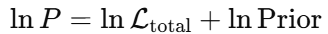 ln P = ln ℒ_total + ln Prior